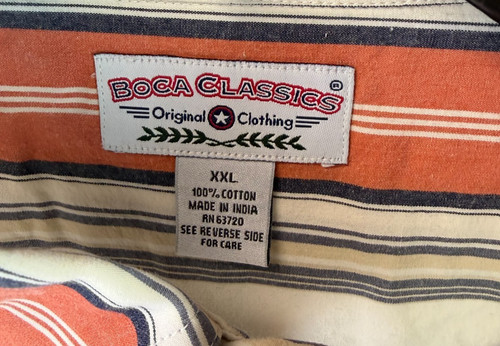 BOCA CLASSICS®
Original Clothing
XXL
100% COTTON
MADE IN INDIA
RN 63720
SEE REVERSE SIDE
FOR CARE